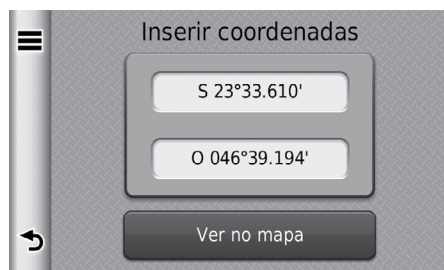 Inserir coordenadas
S 23°33.610'
O 046°39.194'
Ver no mapa